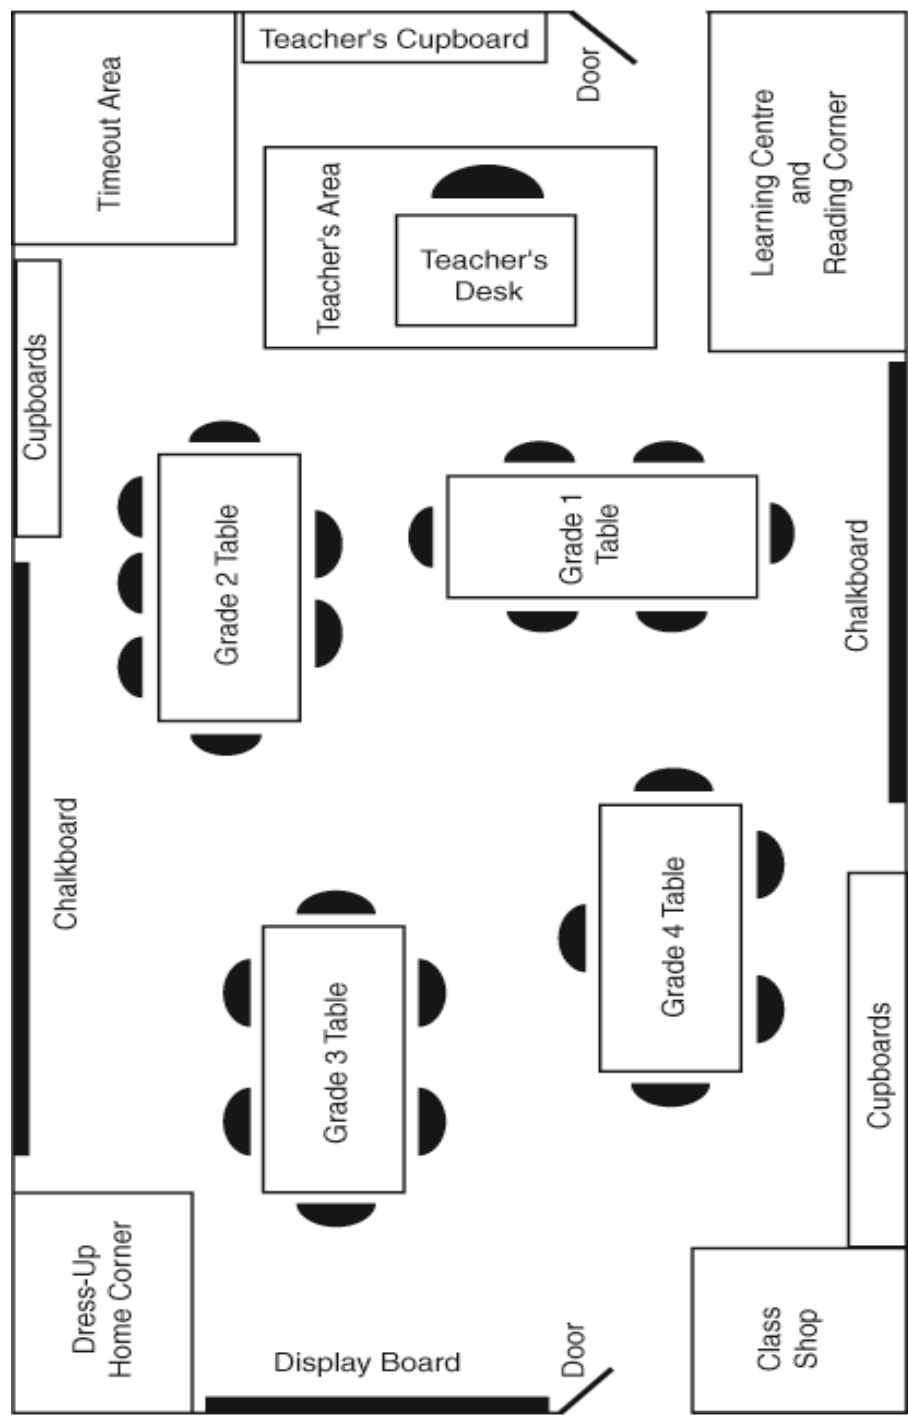 Teacher's Cupboard
Door
Timeout Area
Learning Centre
and
Reading Corner
Teacher's Area
Teacher's
Desk
Cupboards
Grade 2 Table
Grade 1
Table
Chalkboard
Chalkboard
Grade 4 Table
Grade 3 Table
Cupboards
Dress-Up
Home Corner
Display Board
Door
Class
Shop